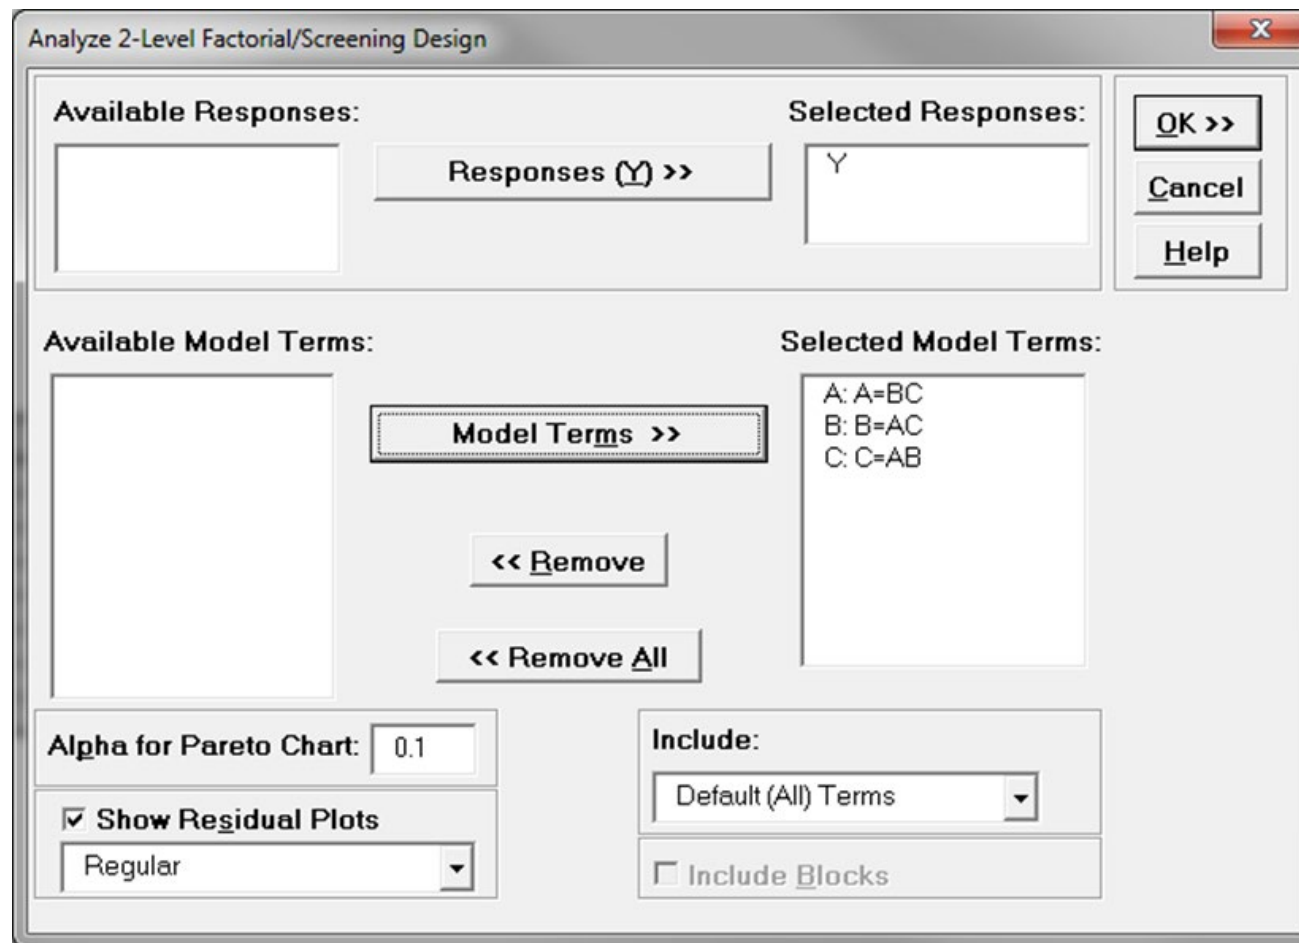 Analyze 2-Level Factorial/Screening Design
Available Responses:
Responses (Y) >>
Selected Responses:
Y
OK >>
Cancel
Help
Available Model Terms:
Model Terms >>
Selected Model Terms:
A: A=BC
B: B=AC
C: C=AB
<< Remove
<< Remove All
Alpha for Pareto Chart: 0.1
Show Residual Plots
Regular
Include:
Default (All) Terms
Include Blocks